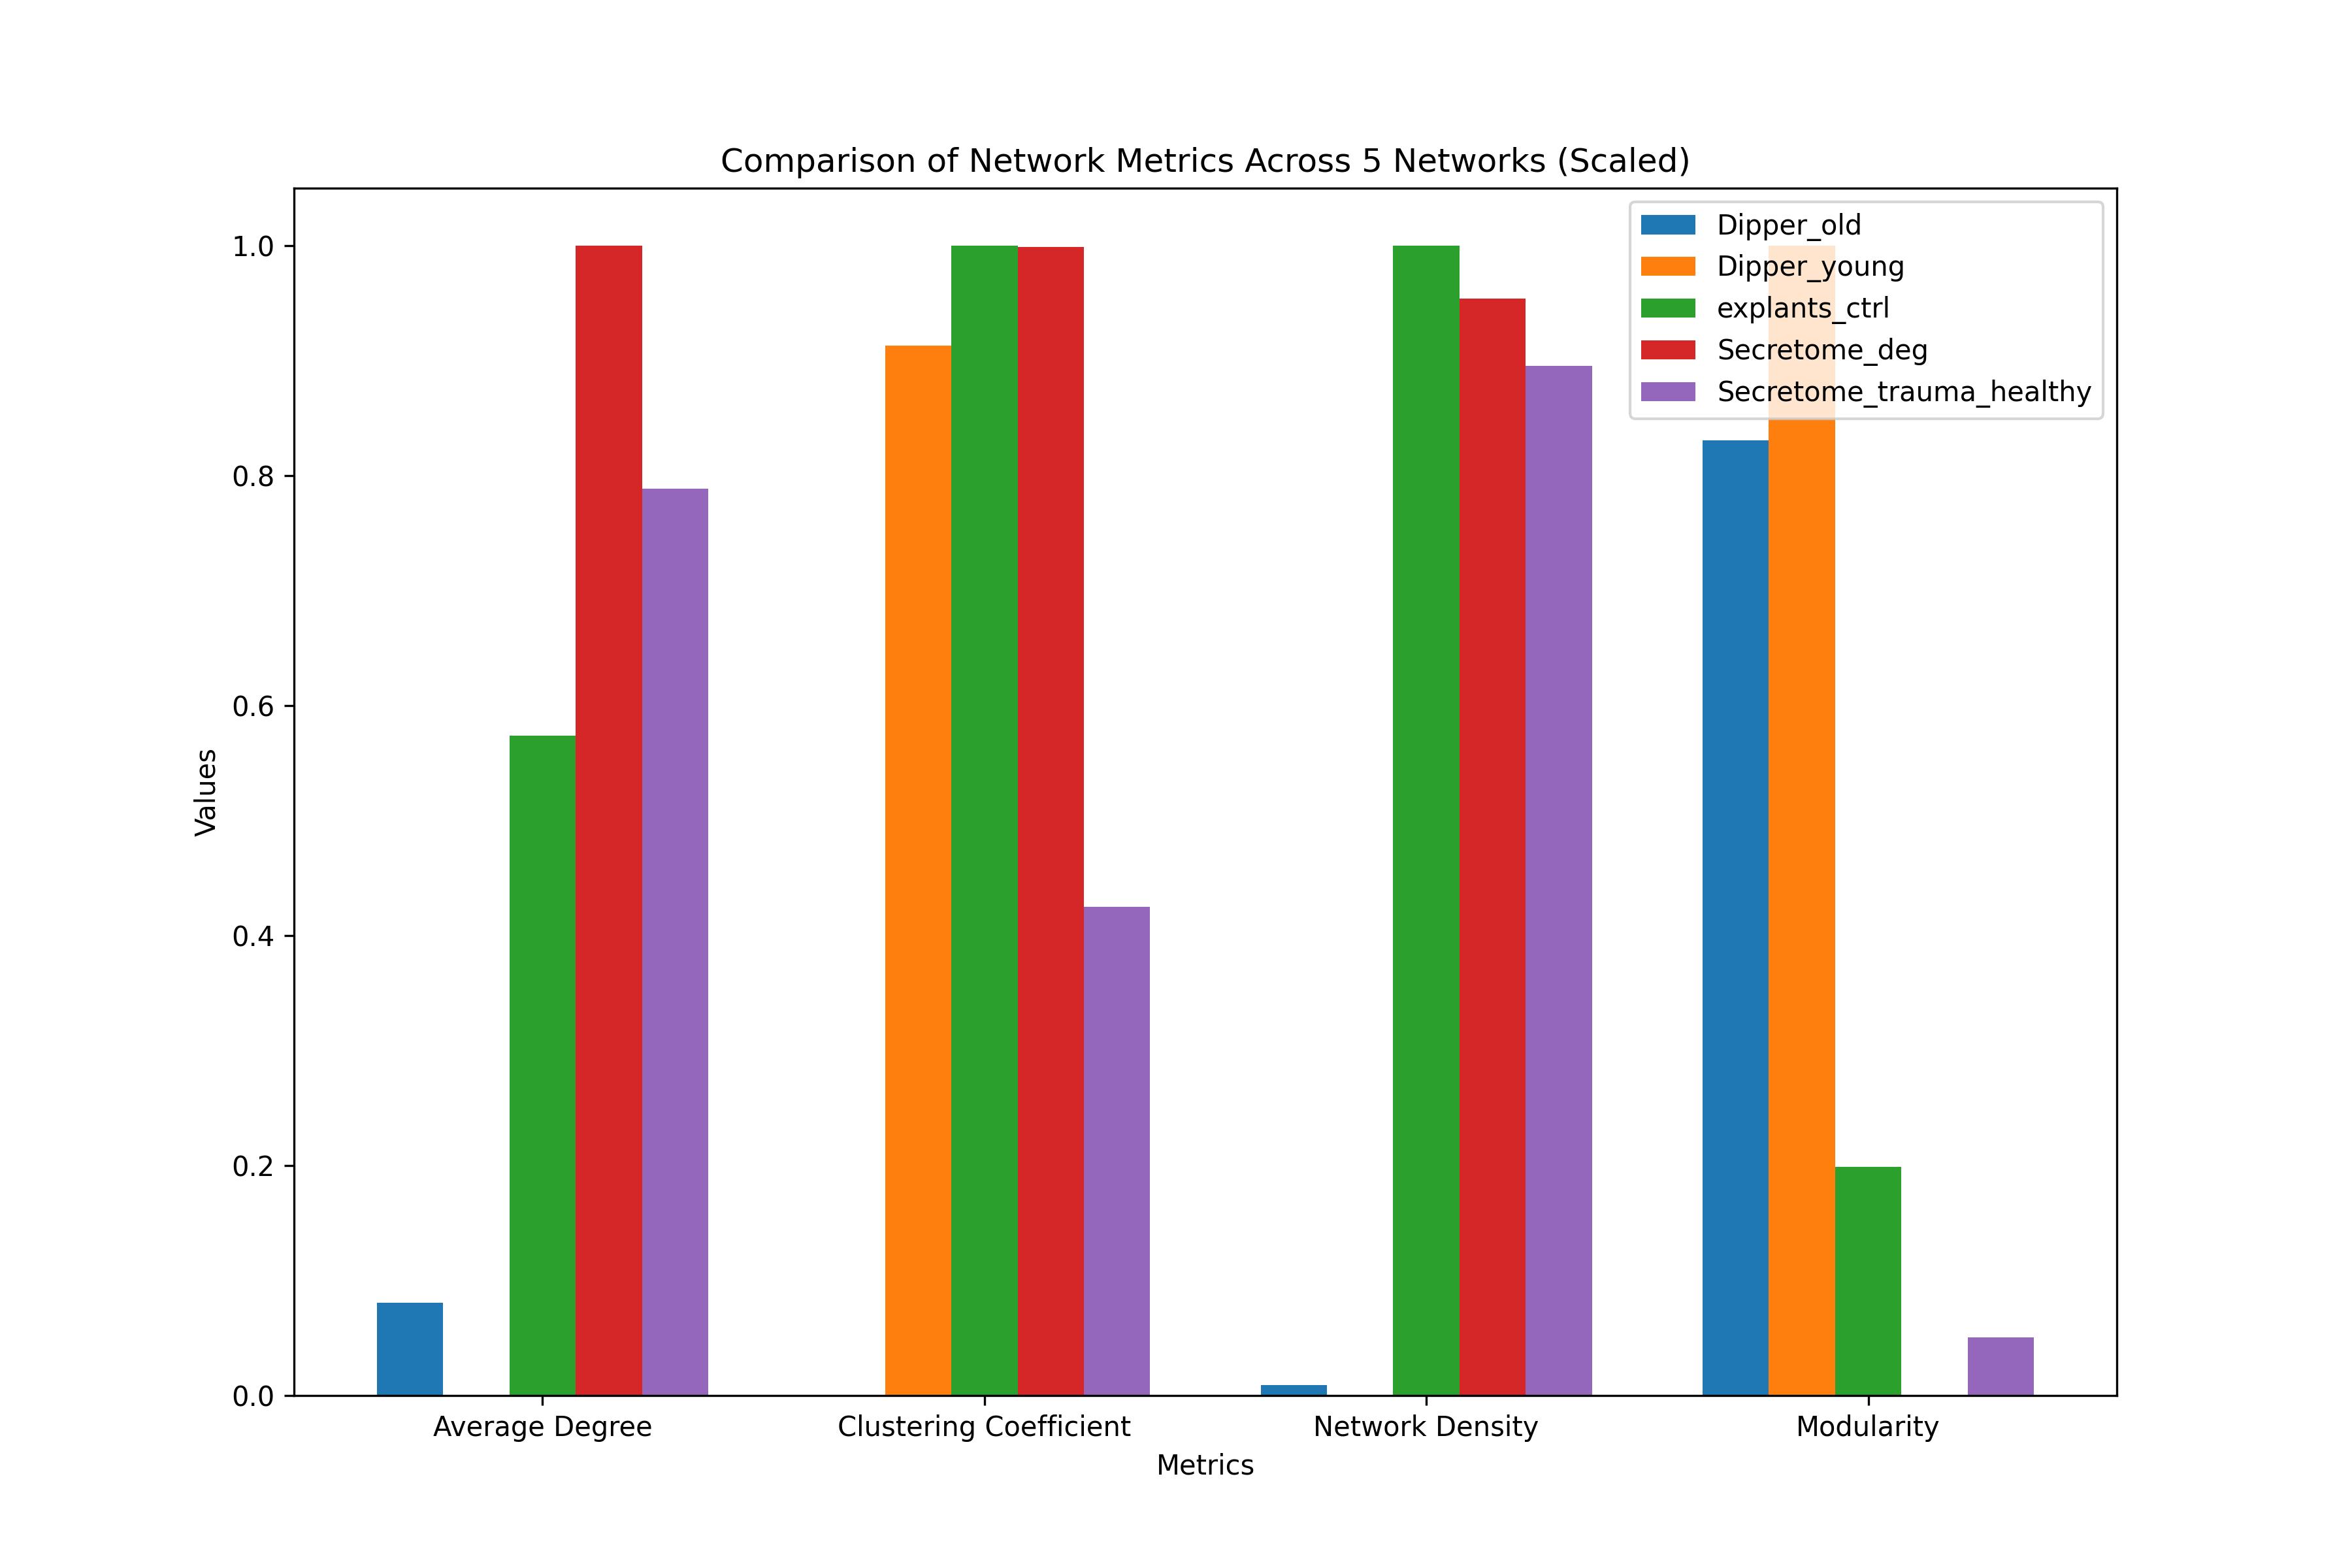 Comparison of Network Metrics Across 5 Networks (Scaled)
Dipper_old
Dipper_young
explants_ctrl
Secretome_deg
Secretome_trauma_healthy
1.0
0.8
0.6
0.4
0.2
0.0
Values
Average Degree
Clustering Coefficient
Network Density
Modularity
Metrics